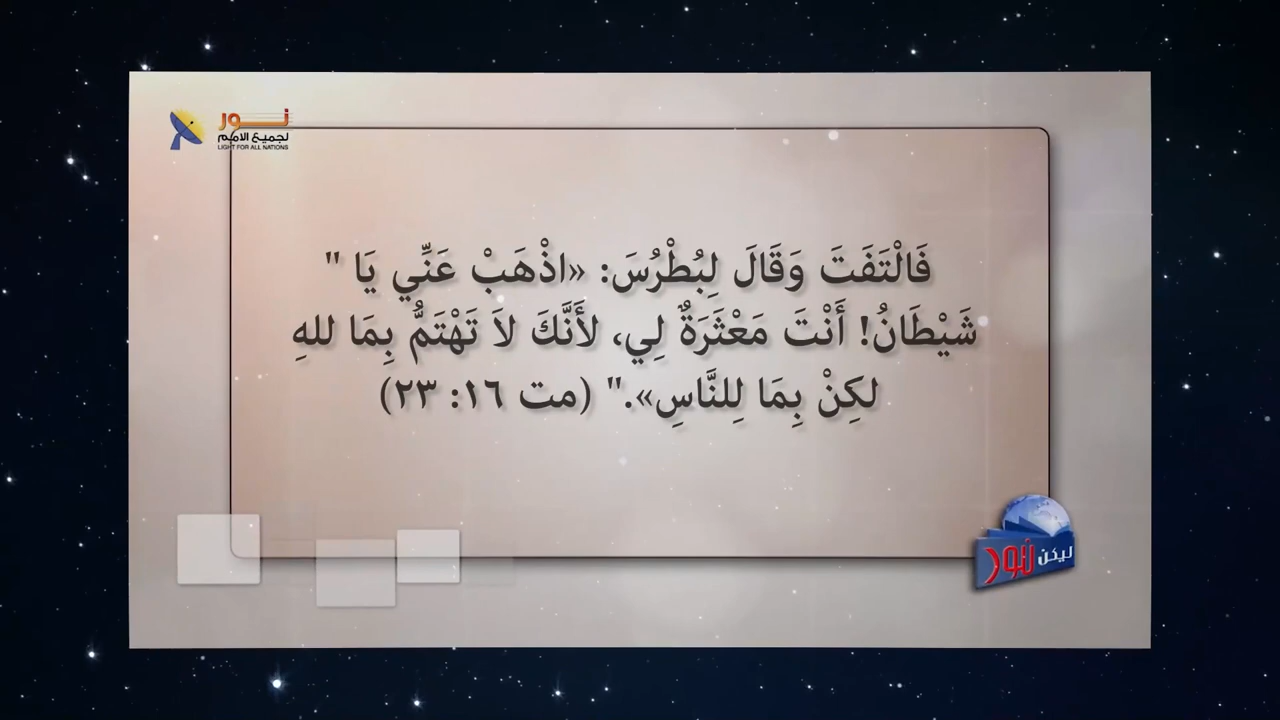 نــور
لجميع الامم
LIGHT FOR ALL NATIONS
فَالْتَفَتَ وَقَالَ لِبُطْرُسَ: «اذْهَبْ عَنِّي يَا "
شَيْطَانُ! أَنْتَ مَعْثَرَةٌ لِي، لأَنَّكَ لاَ تَهْتَمُّ بِمَا للهِ
لكِنْ بِمَا لِلنَّاسِ»." (مت ١٦: ٢٣)
ليكن نور